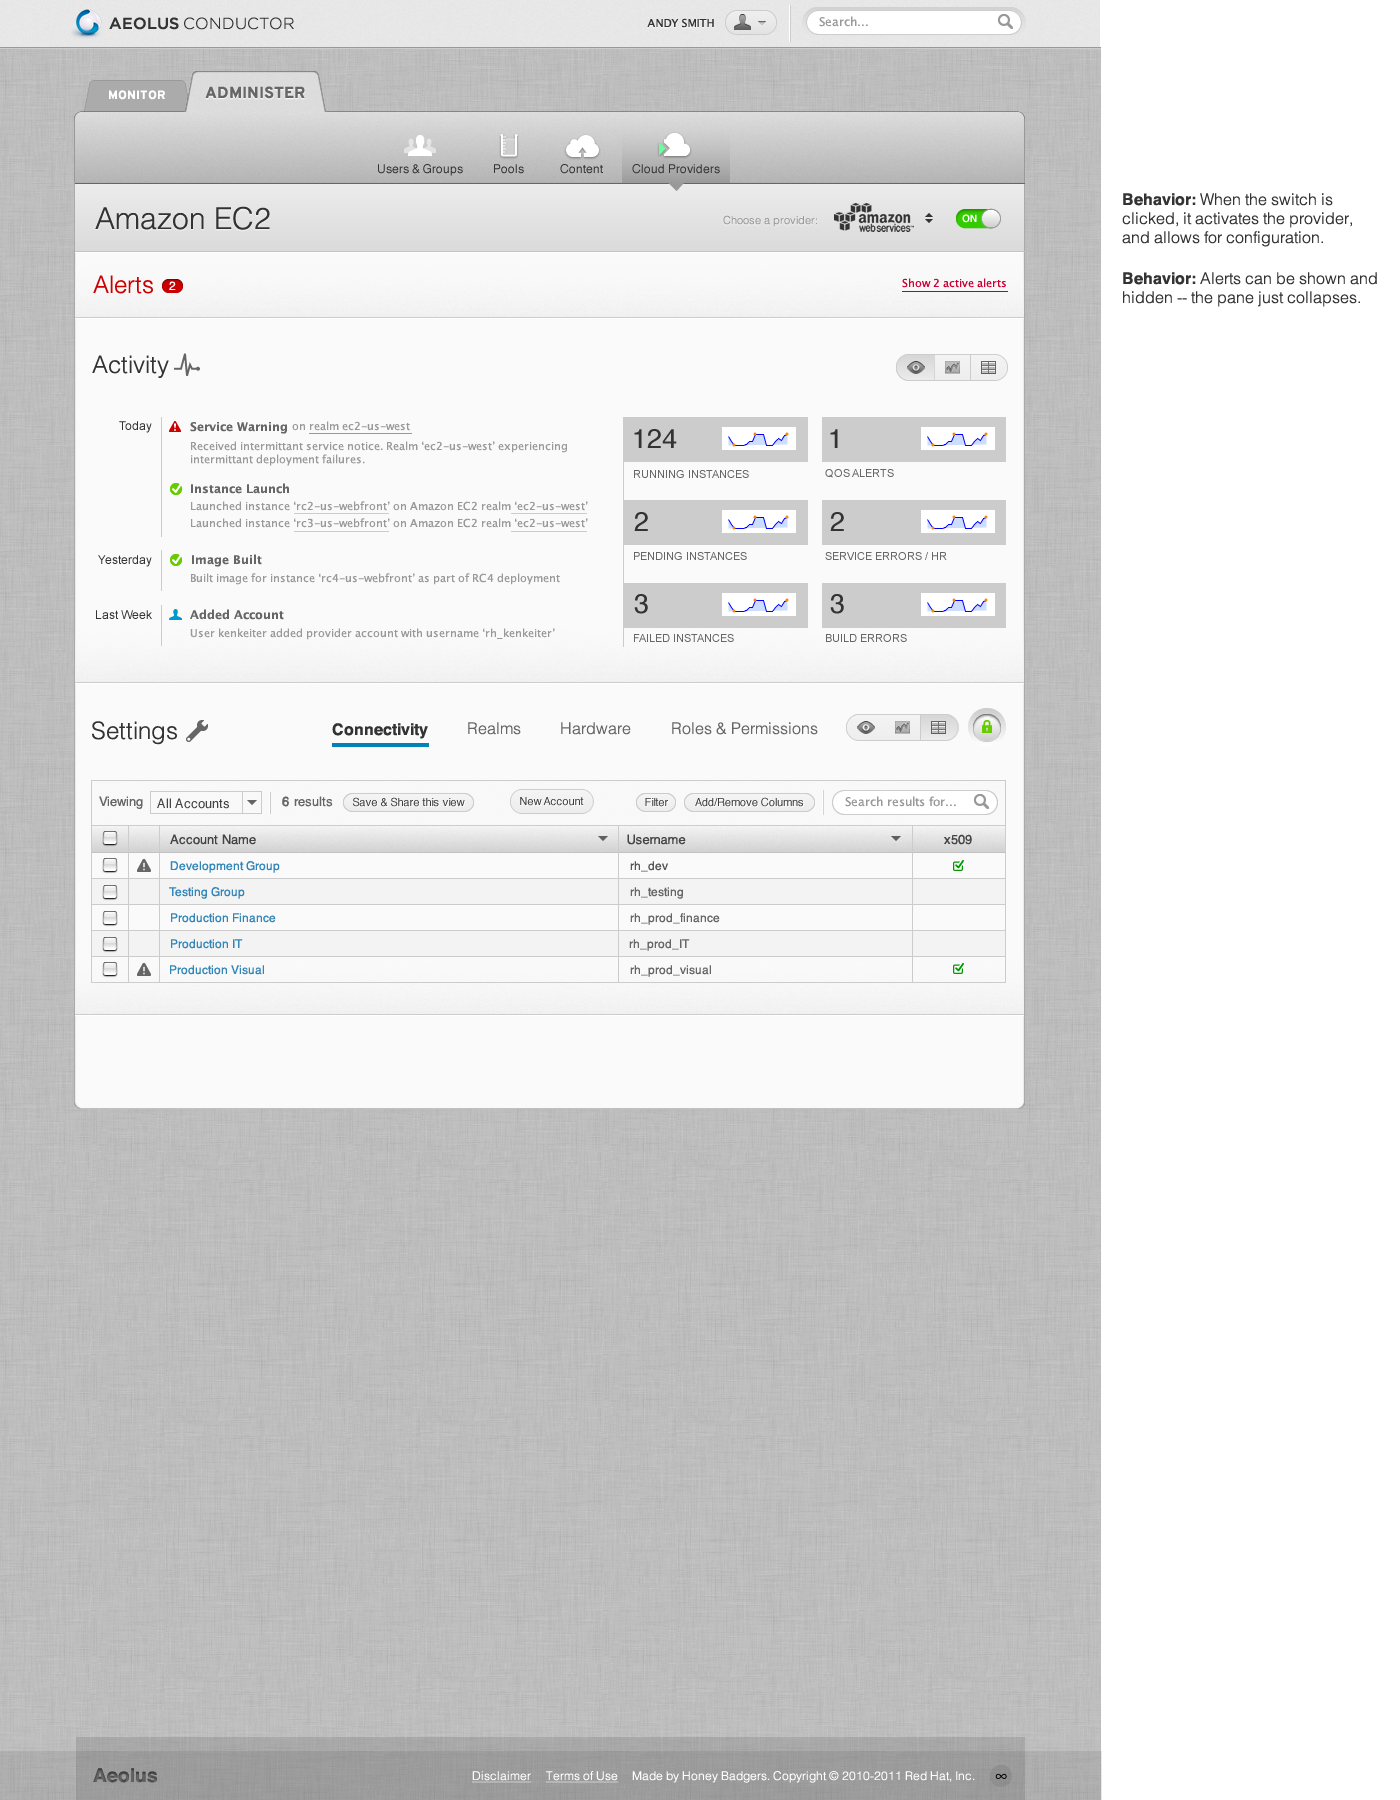 AEOLUS CONDUCTOR
ANDY SMITH
Search...
MONITOR
ADMINISTER
Users & Groups
Pools
Content
Cloud Providers
Amazon EC2
Choose a provider:
amazon
webservices™
ON
Behavior: When the switch is
clicked, it activates the provider,
and allows for configuration.
Behavior: Alerts can be shown and
hidden -- the pane just collapses.
Alerts 2
Show 2 active alerts
Activity
Today
Service Warning on realm ec2-us-west
Received intermittant service notice. Realm ‘ec2-us-west’ experiencing
intermittant deployment failures.
Instance Launch
Launched instance ‘rc2-us-webfront’ on Amazon EC2 realm ‘ec2-us-west’
Launched instance ‘rc3-us-webfront’ on Amazon EC2 realm ‘ec2-us-west’
Yesterday
Image Built
Built image for instance ‘rc4-us-webfront’ as part of RC4 deployment
Last Week
Added Account
User kenkeiter added provider account with username ‘rh_kenkeiter’
124
RUNNING INSTANCES
1
QOS ALERTS
2
PENDING INSTANCES
2
SERVICE ERRORS / HR
3
FAILED INSTANCES
3
BUILD ERRORS
Settings
Connectivity
Realms
Hardware
Roles & Permissions
Viewing
All Accounts
6 results
Save & Share this view
New Account
Filter
Add/Remove Columns
Search results for...
Account Name
Username
x509
Development Group
rh_dev
Testing Group
rh_testing
Production Finance
rh_prod_finance
Production IT
rh_prod_IT
Production Visual
rh_prod_visual
Aeolus
Disclaimer
Terms of Use
Made by Honey Badgers. Copyright © 2010-2011 Red Hat, Inc.